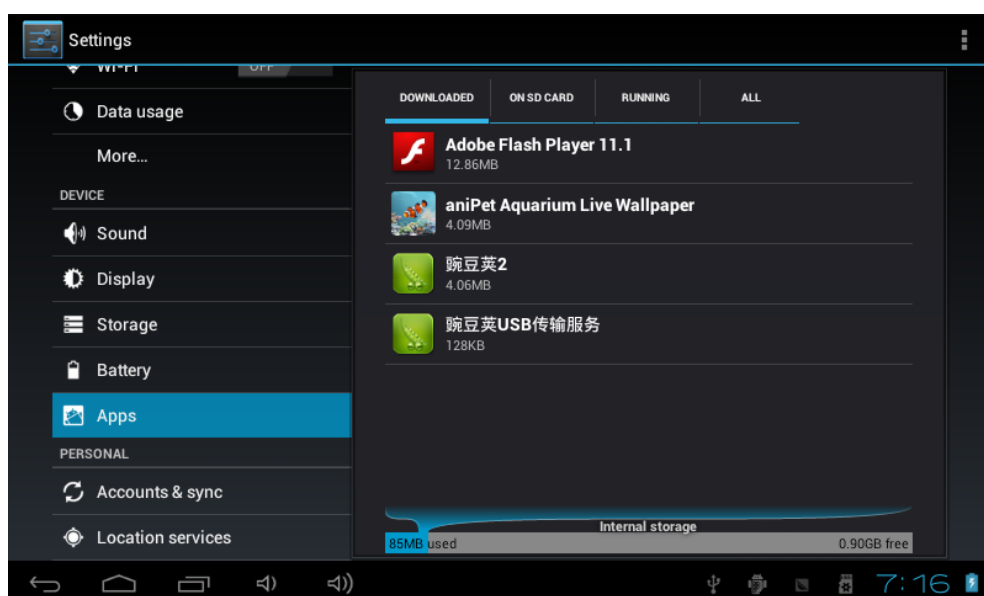 Settings
Wi-Fi
OFF
Data usage
More...
DEVICE
Sound
Display
Storage
Battery
Apps
PERSONAL
Accounts & sync
Location services
DOWNLOADED
ON SD CARD
RUNNING
ALL
Adobe Flash Player 11.1
12.86MB
aniPet Aquarium Live Wallpaper
4.09MB
豌豆荚2
4.06MB
豌豆荚USB传输服务
128KB
Internal storage
85MB used
0.90GB free
7:16